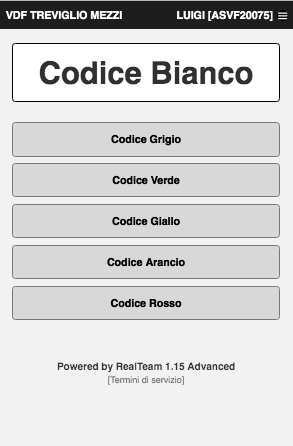 VDF TREVIGLIO MEZZI LUIGI [ASVF20075]
Codice Bianco
Codice Grigio
Codice Verde
Codice Giallo
Codice Arancio
Codice Rosso
Powered by RealTeam 1.15 Advanced
[Termini di servizio]